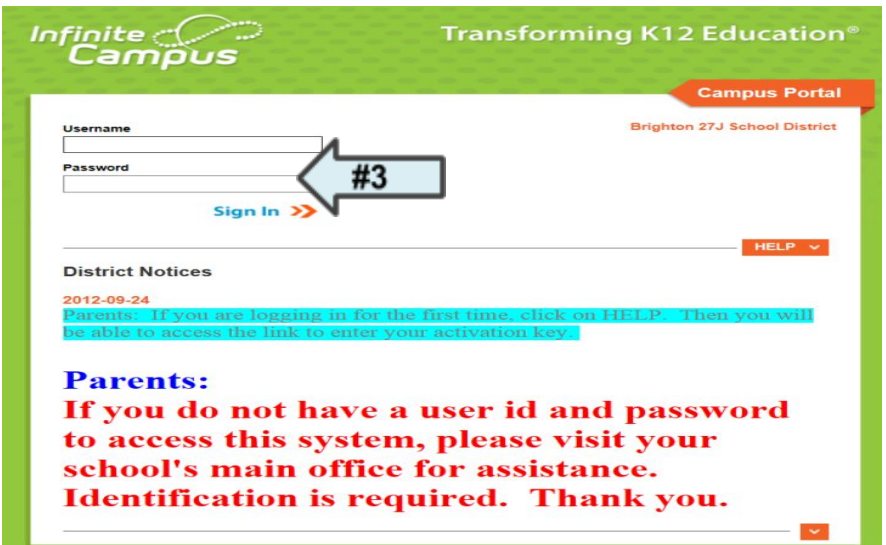 Infinite
Campus
Transforming K12 Education®
Campus Portal
Username
Brighton 27J School District
Password
#3
Sign In
HELP
District Notices
2012-09-24
Parents: If you are logging in for the first time, click on HELP. Then you will
be able to access the link to enter your activation key.
Parents:
If you do not have a user id and password
to access this system, please visit your
school's main office for assistance.
Identification is required. Thank you.